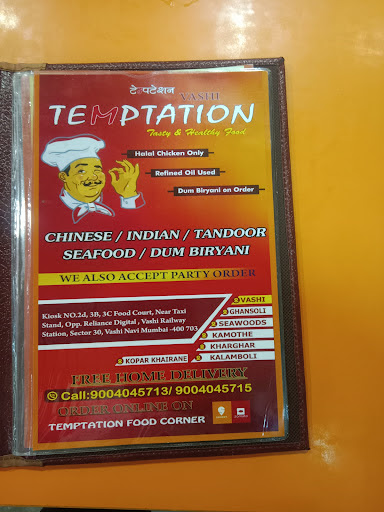 टेम्पटेशन
VASHI
TEMPTATION
Tasty & Healthy Food
Halal Chicken Only
Refined Oil Used
Dum Biryani on Order
CHINESE / INDIAN / TANDOOR
SEAFOOD / DUM BIRYANI
WE ALSO ACCEPT PARTY ORDER
Kiosk NO.2d, 3B, 3C Food Court, Near Taxi
Stand, Opp. Reliance Digital , Vashi Railway
Station, Sector 30, Vashi Navi Mumbai -400 703.
VASHI
GHANSOLI
SEAWOODS
KAMOTHE
KHARGHAR
KOPAR KHAIRANE
KALAMBOLI
FREE HOME DELIVERY
Call:9004045713/ 9004045715
ORDER ONLINE ON
TEMPTATION FOOD CORNER